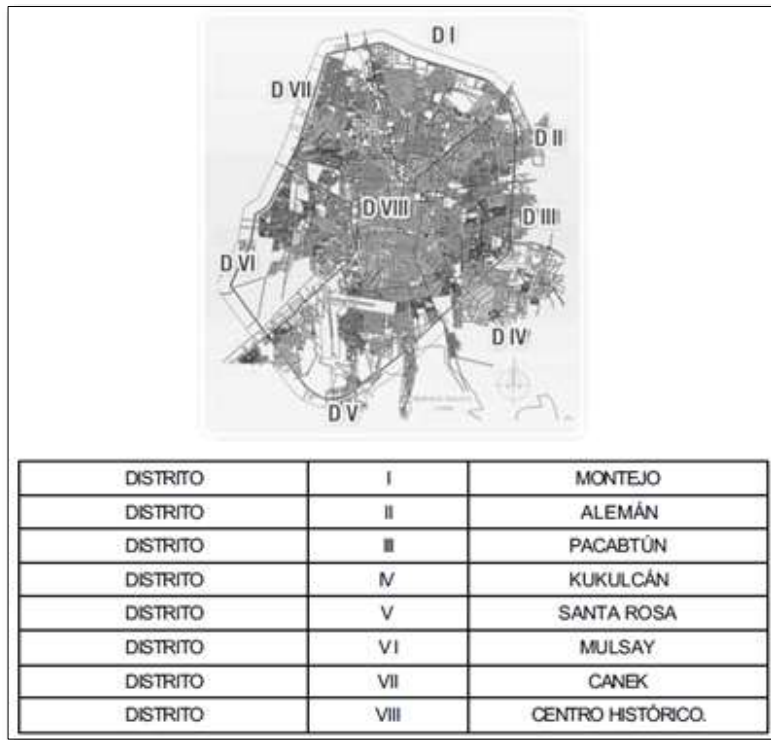 D I
D VII
D II
D VIII
D III
D VI
D IV
D V
DISTRITO I MONTEJO
DISTRITO II ALEMÁN
DISTRITO III PACABTÚN
DISTRITO IV KUKULCÁN
DISTRITO V SANTA ROSA
DISTRITO VI MULSAY
DISTRITO VII CANEK
DISTRITO VIII CENTRO HISTÓRICO.